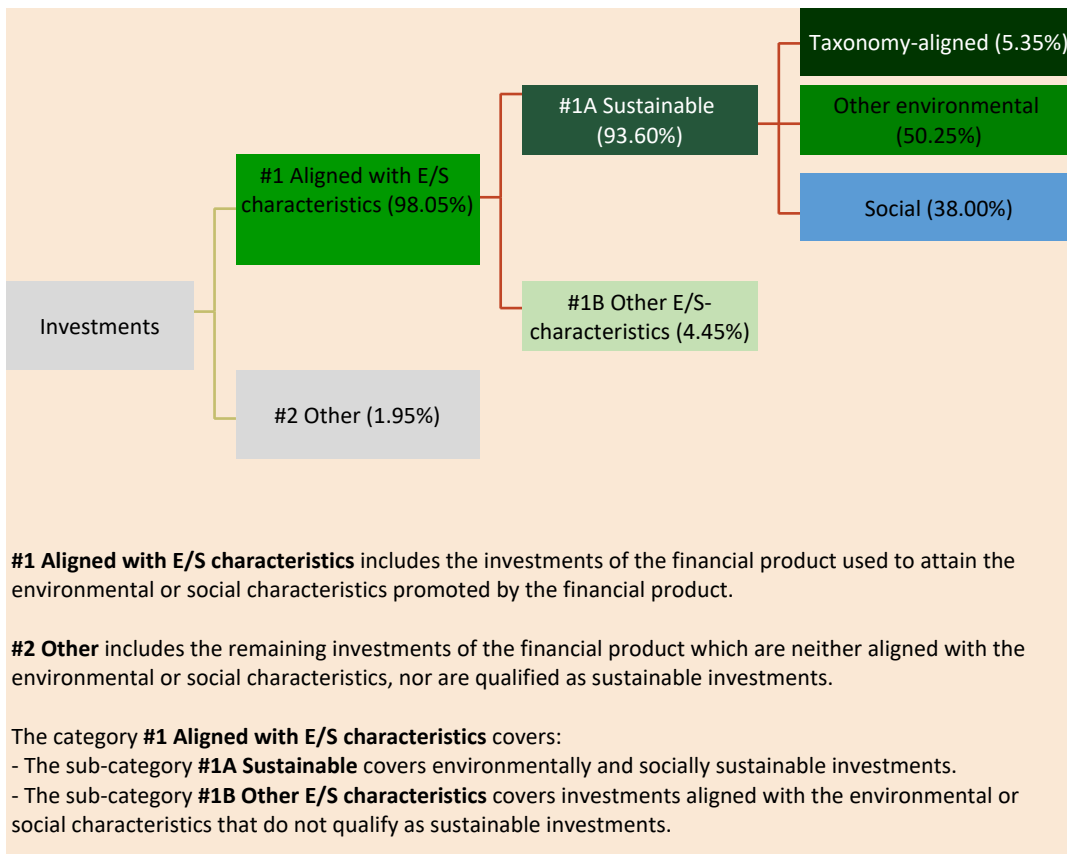 Taxonomy-aligned (5.35%)
#1A Sustainable
(93.60%)
Other environmental
(50.25%)
#1 Aligned with E/S
characteristics (98.05%)
Social (38.00%)
#1B Other E/S-
characteristics (4.45%)
Investments
#2 Other (1.95%)
#1 Aligned with E/S characteristics includes the investments of the financial product used to attain the
environmental or social characteristics promoted by the financial product.
#2 Other includes the remaining investments of the financial product which are neither aligned with the
environmental or social characteristics, nor are qualified as sustainable investments.
The category #1 Aligned with E/S characteristics covers:
- The sub-category #1A Sustainable covers environmentally and socially sustainable investments.
- The sub-category #1B Other E/S characteristics covers investments aligned with the environmental or
social characteristics that do not qualify as sustainable investments.